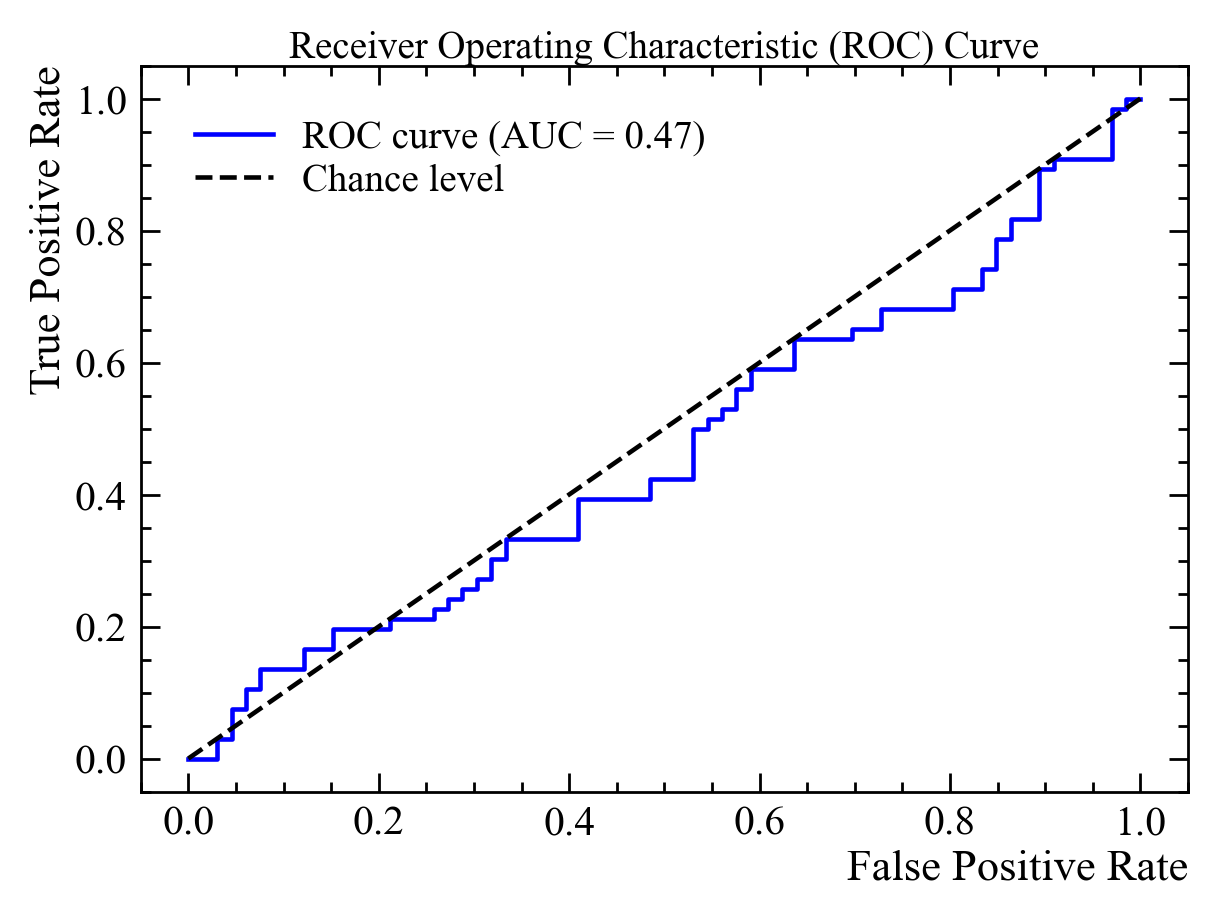 Receiver Operating Characteristic (ROC) Curve
True Positive Rate
1.0
0.8
0.6
0.4
0.2
0.0
ROC curve (AUC = 0.47)
Chance level
0.0 0.2 0.4 0.6 0.8 1.0
False Positive Rate